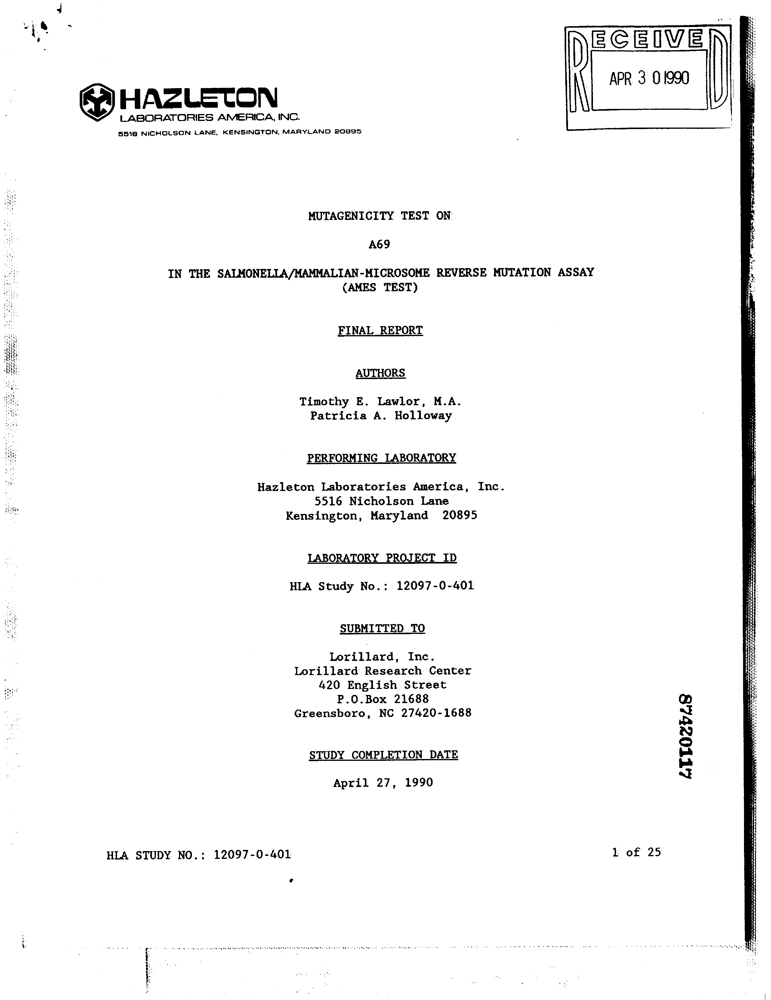 RECEIVED
APR 30 1990
HAZLETON
LABORATORIES AMERICA, INC.
5516 NICHOLSON LANE, KENSINGTON, MARYLAND 20895
MUTAGENICITY TEST ON
A69
IN THE SALMONELLA/MAMMALIAN-MICROSOME REVERSE MUTATION ASSAY
(AMES TEST)
FINAL REPORT
AUTHORS
Timothy E. Lawlor, M.A.
Patricia A. Holloway
PERFORMING LABORATORY
Hazleton Laboratories America, Inc.
5516 Nicholson Lane
Kensington, Maryland 20895
LABORATORY PROJECT ID
HLA Study No.: 12097-0-401
SUBMITTED TO
Lorillard, Inc.
Lorillard Research Center
420 English Street
P.O.Box 21688
Greensboro, NC 27420-1688
STUDY COMPLETION DATE
April 27, 1990
87420117
HLA STUDY NO.: 12097-0-401
1 of 25